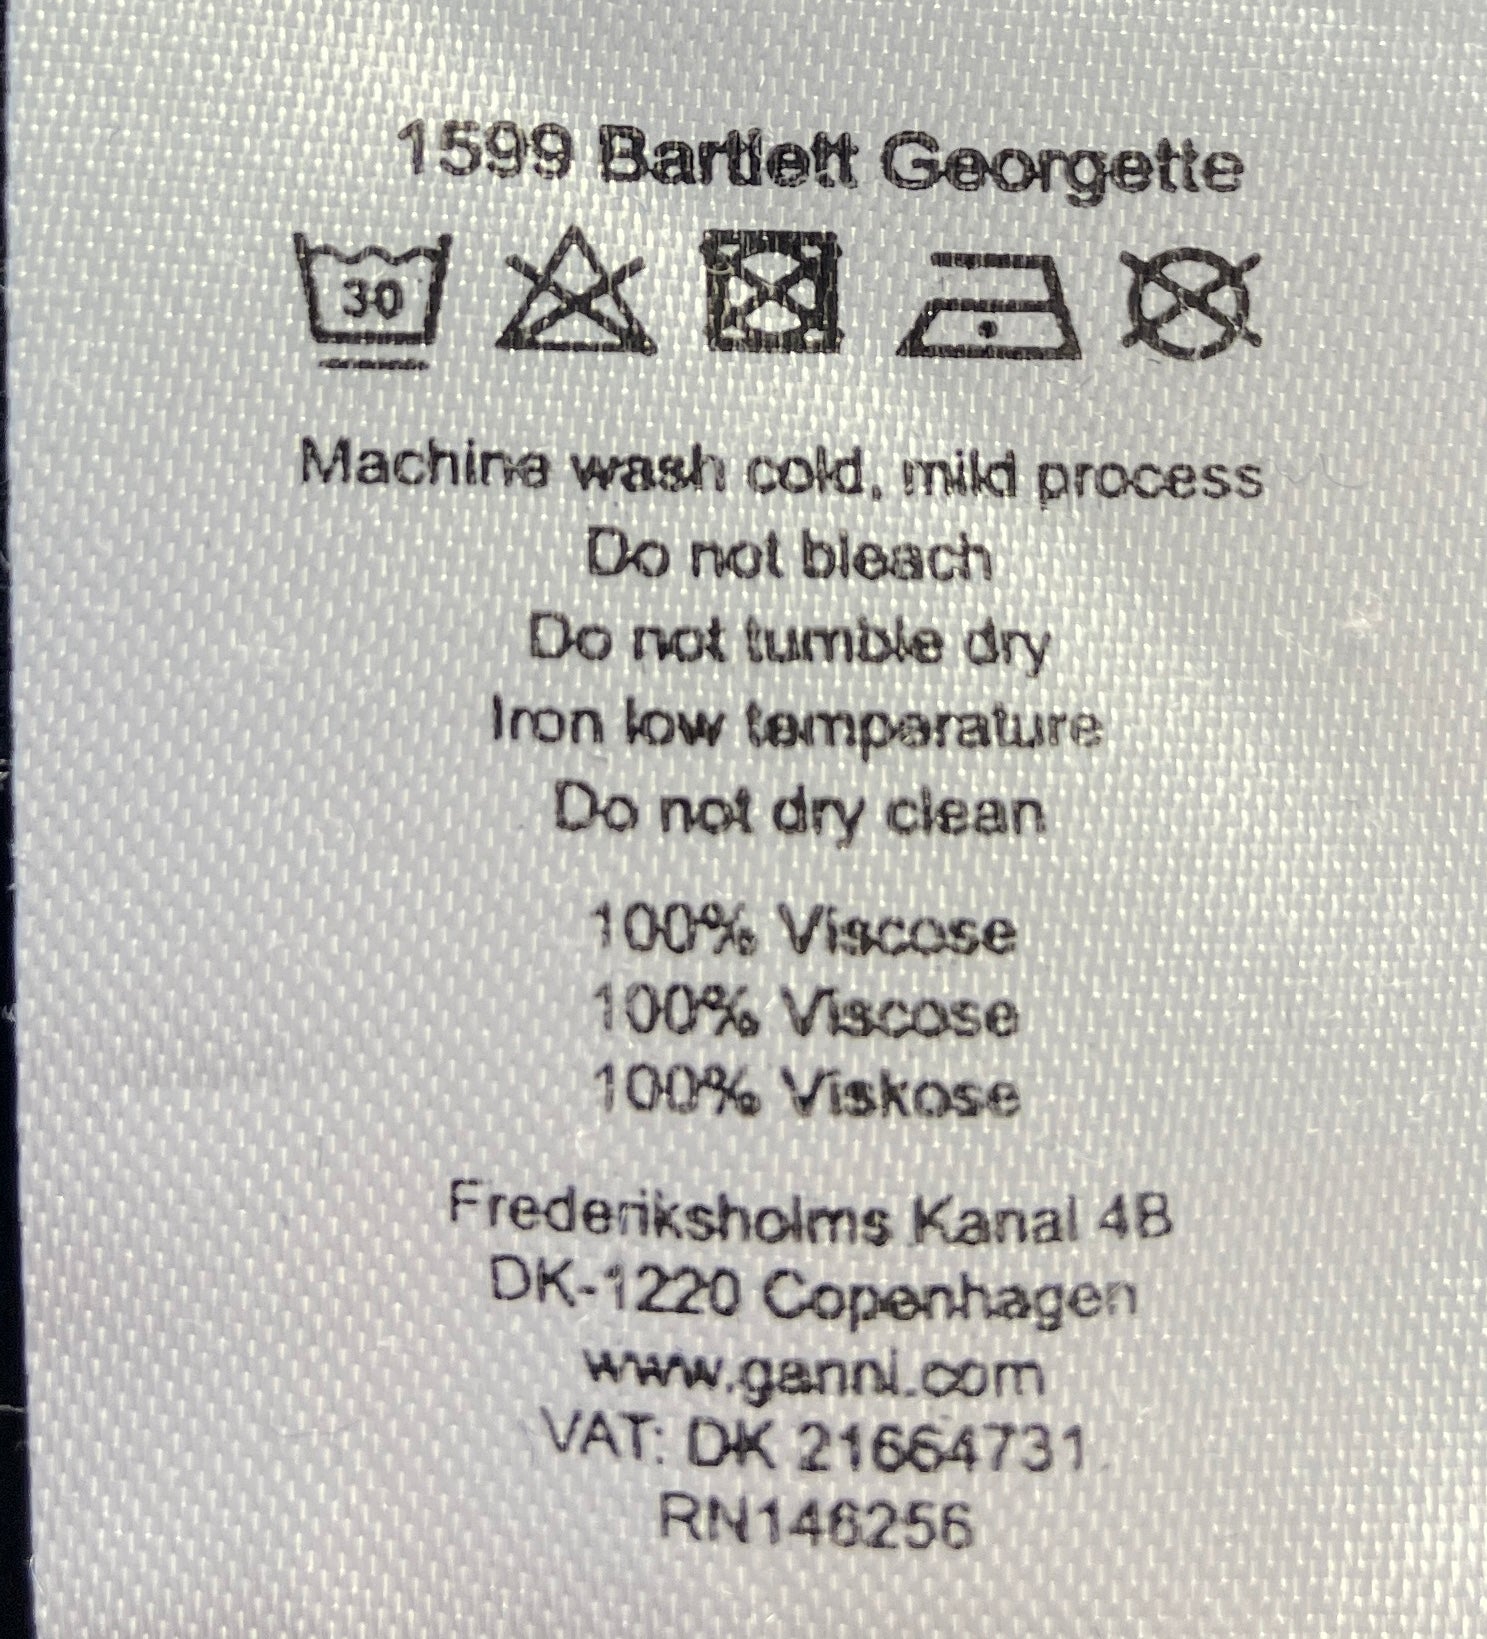 1599 Bartlett Georgette
30
Machine wash cold, mild process
Do not bleach
Do not tumble dry
Iron low temperature
Do not dry clean
100% Viscose
100% Viscose
100% Viskose
Frederiksholms Kanal 4B
DK-1220 Copenhagen
www.ganni.com
VAT: DK 21664731
RN146256